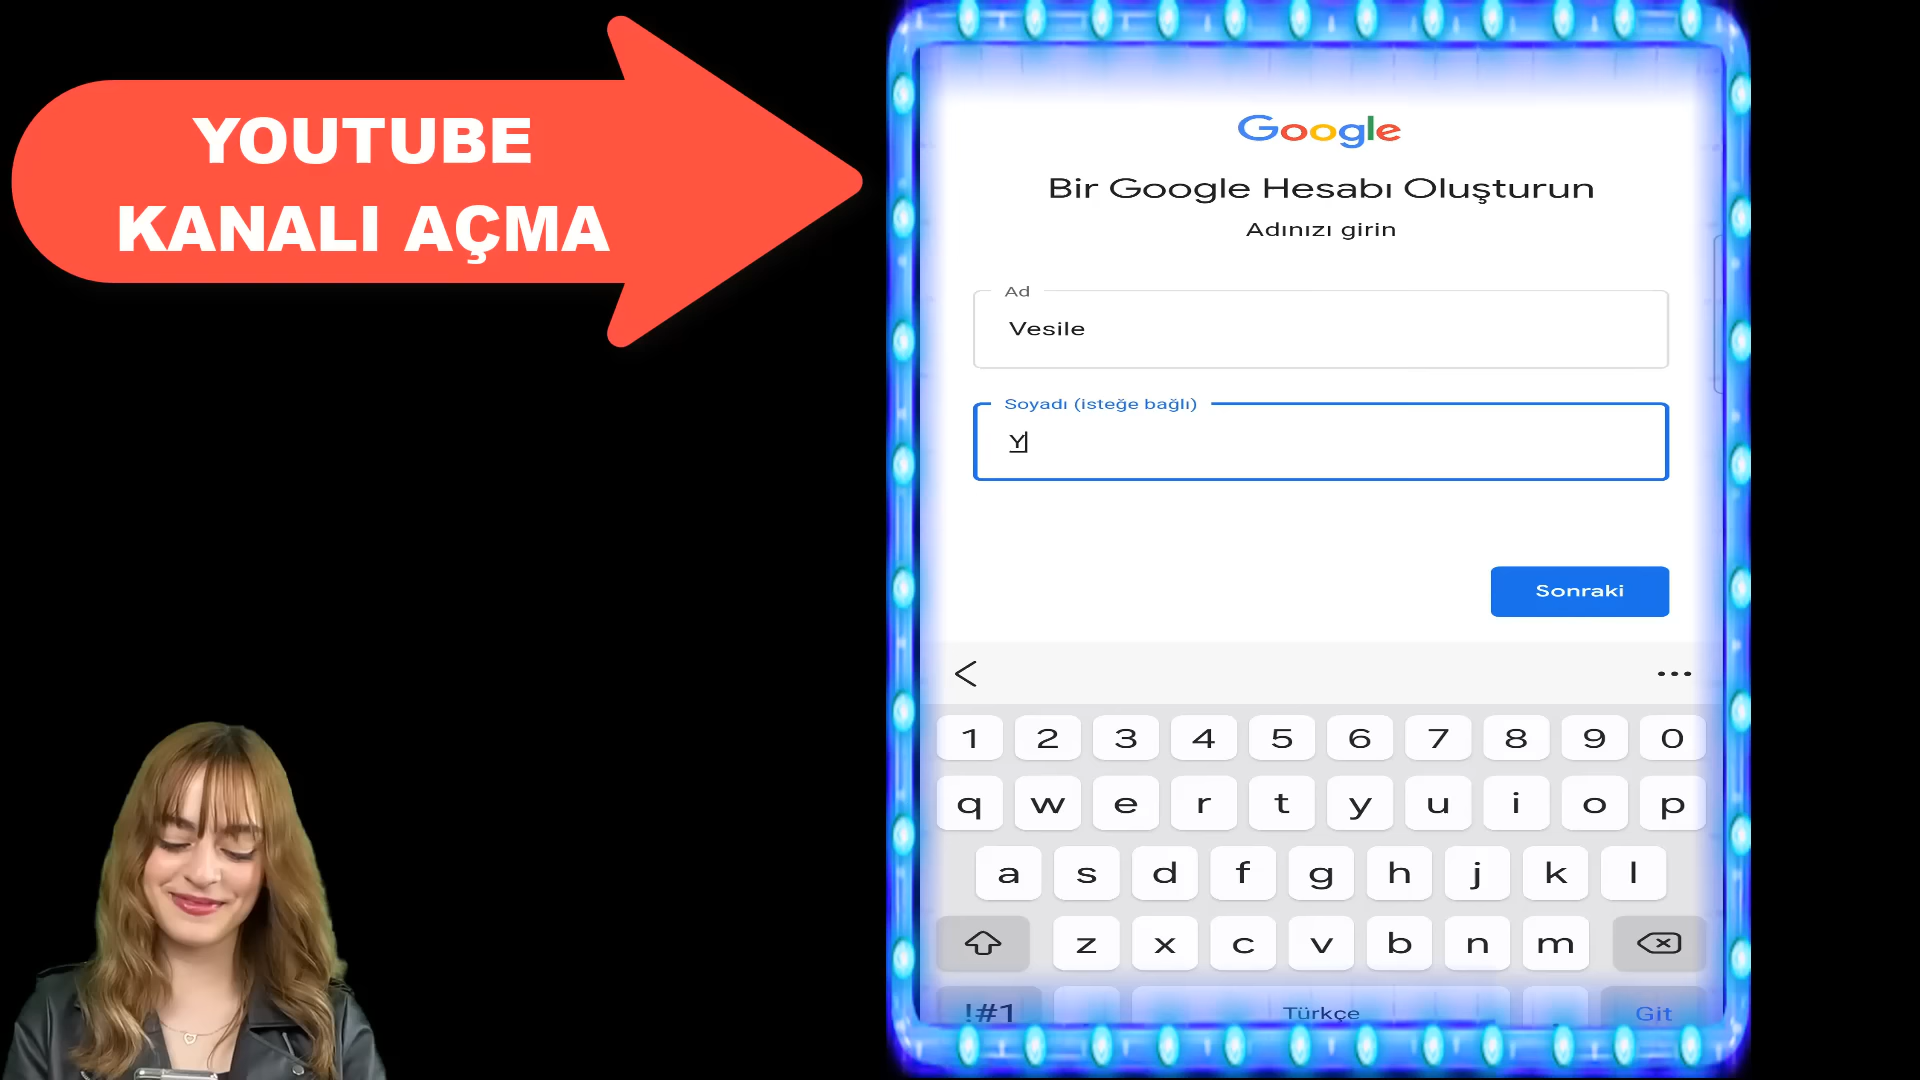 YOUTUBE
KANALI AÇMA
Google
Bir Google Hesabı Oluşturun
Adınızı girin
Ad
Vesile
Soyadı (isteğe bağlı)
Y
Sonraki
1 2 3 4 5 6 7 8 9 0
q w e r t y u i o p
a s d f g h j k l
z x c v b n m
!#1 Türkçe Git